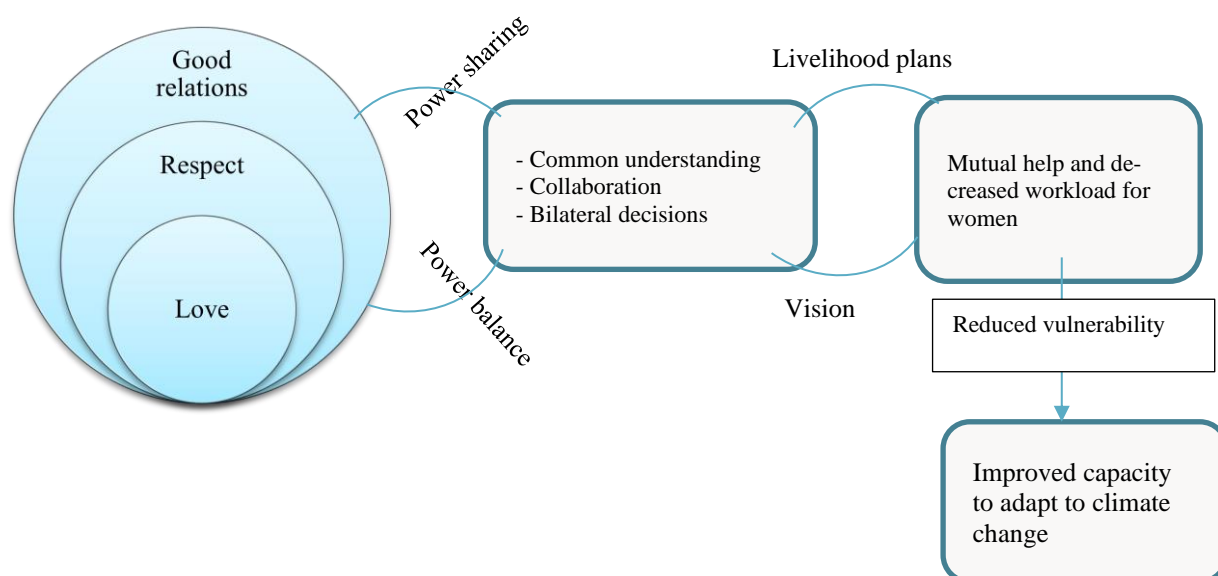 Good
relations
Respect
Love
Power sharing
Power balance
- Common understanding
- Collaboration
- Bilateral decisions
Livelihood plans
Vision
Mutual help and de-
creased workload for
women
Reduced vulnerability
Improved capacity
to adapt to climate
change